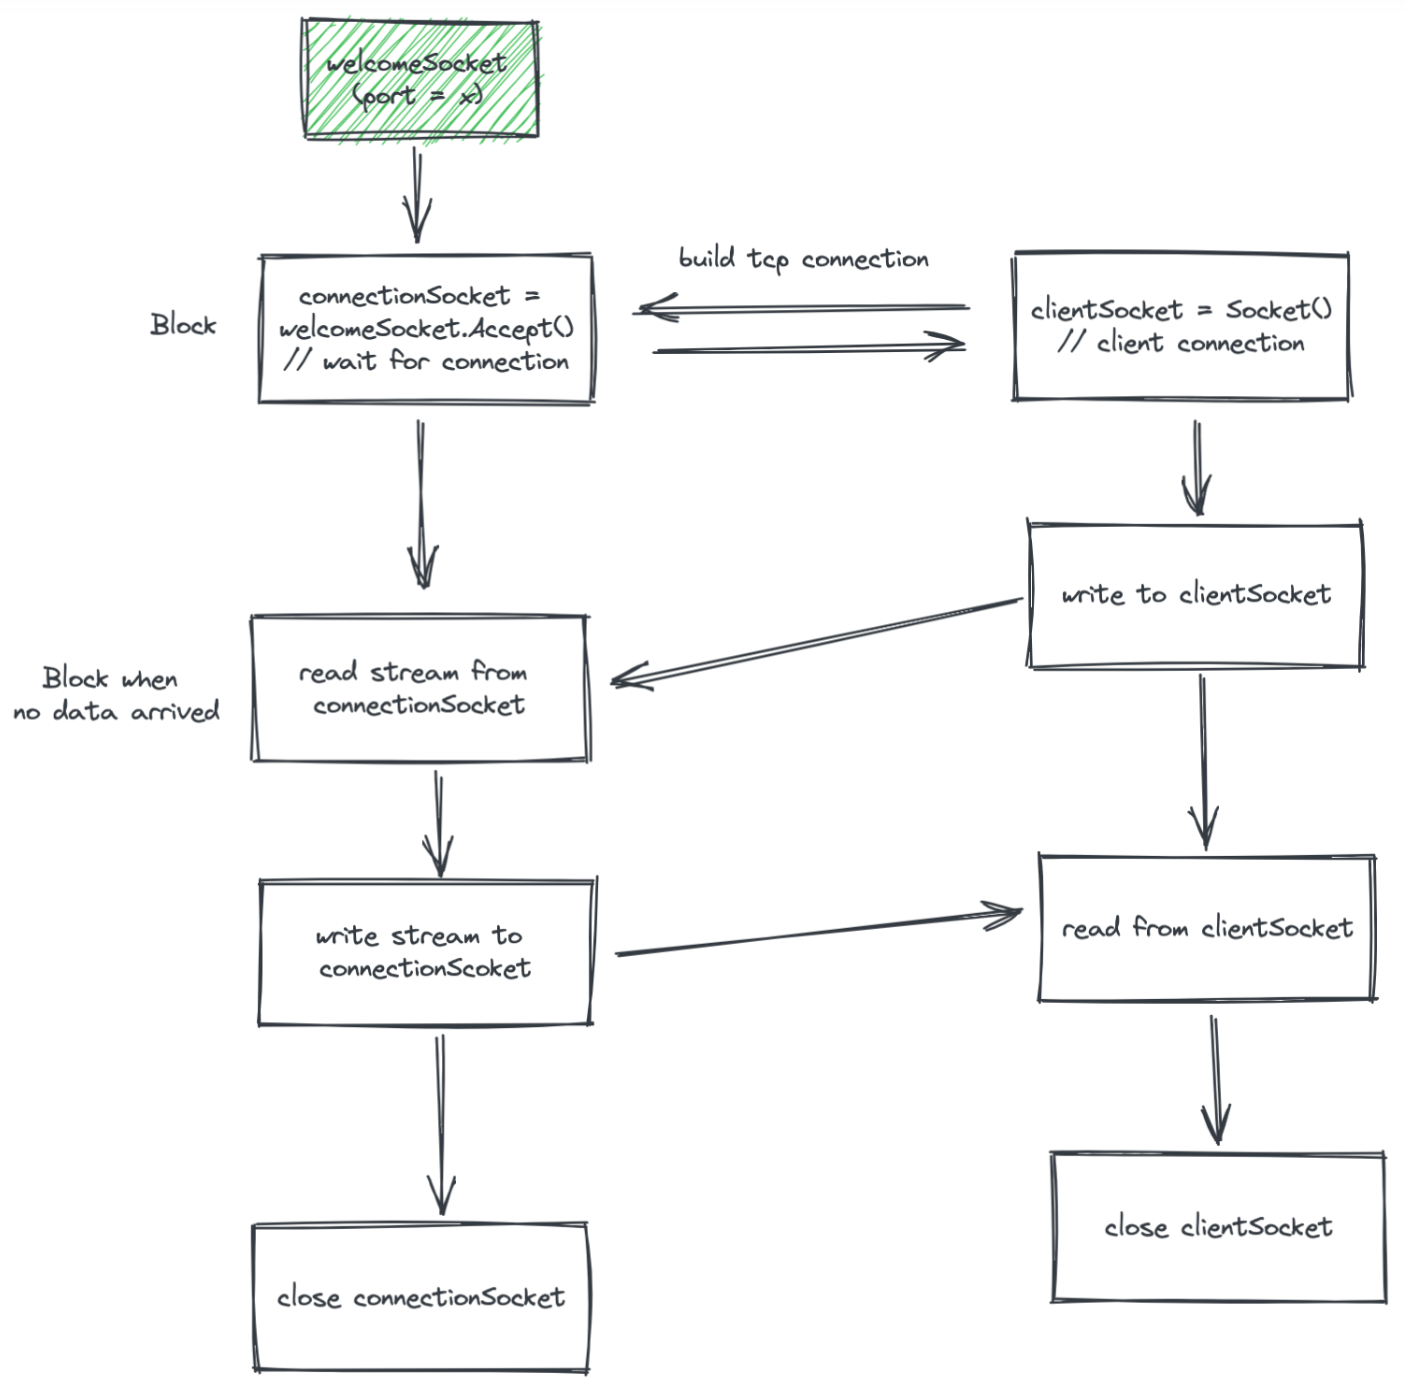 welcomeSocket
(port = x)
build tcp connection
Block
connectionSocket =
welcomeSocket.Accept()
// wait for connection
clientSocket = Socket()
// client connection
write to clientSocket
Block when
no data arrived
read stream from
connectionSocket
write stream to
connectionScoket
read from clientSocket
close clientSocket
close connectionSocket